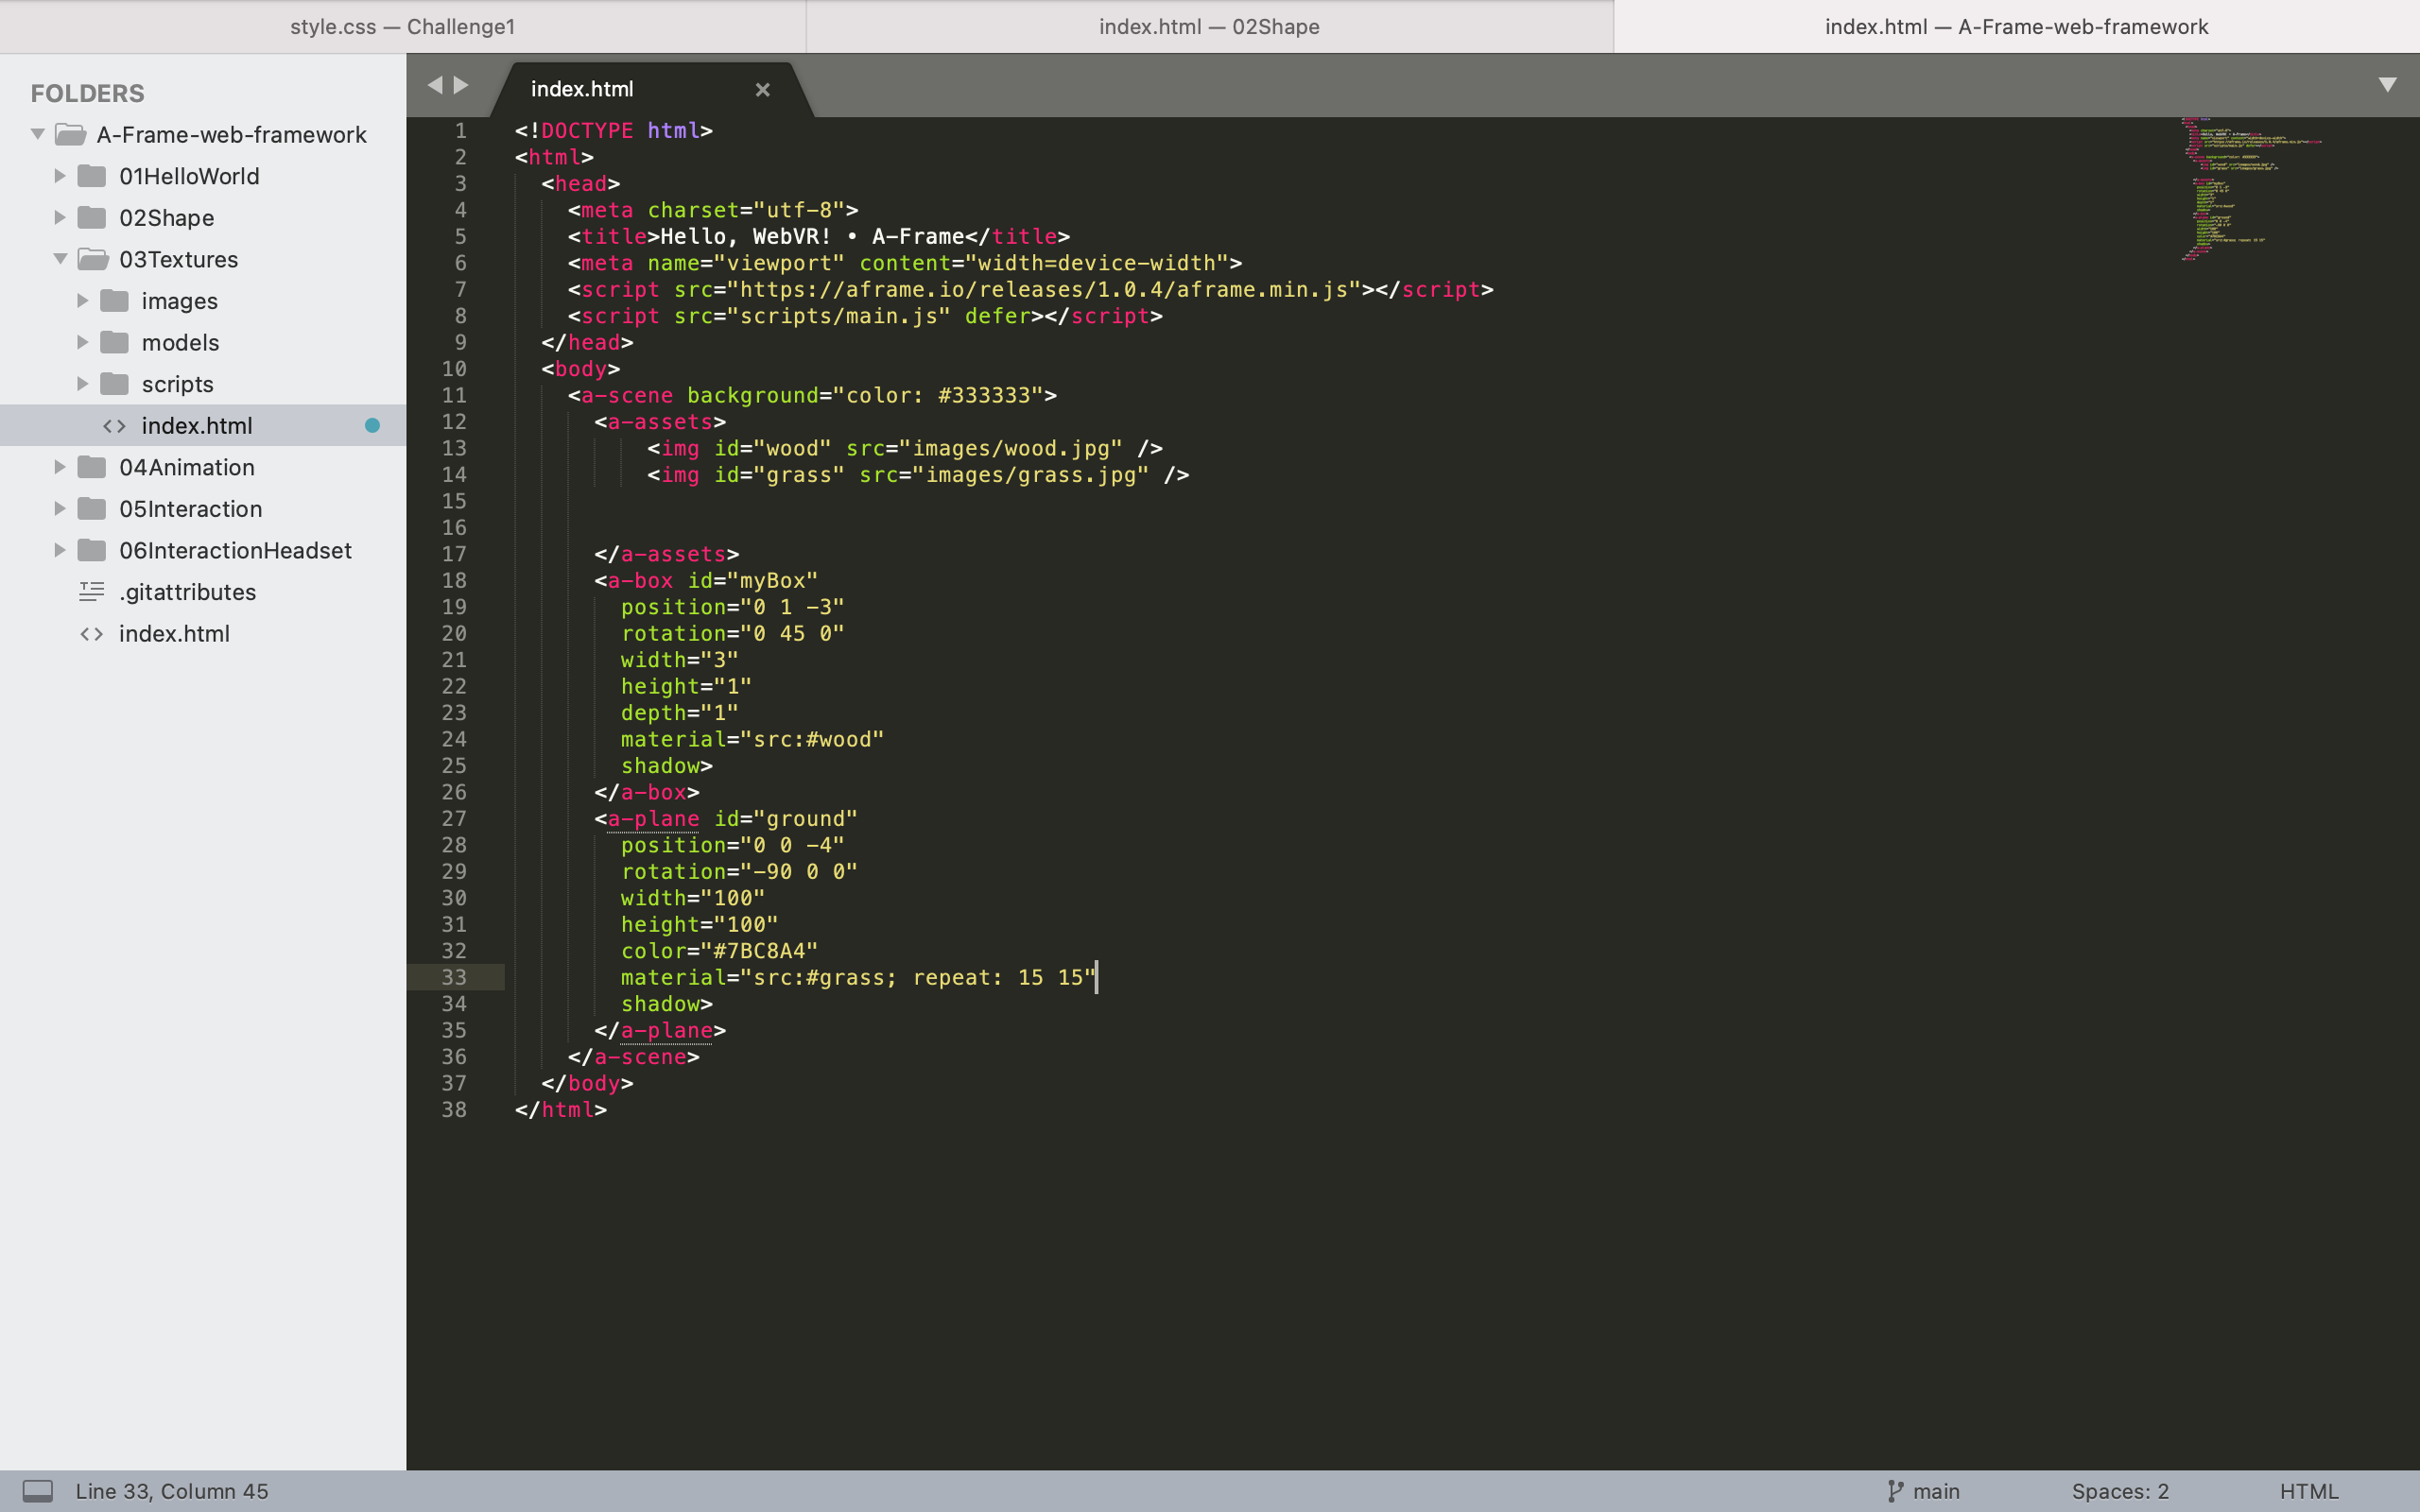 style.css — Challenge1
index.html — 02Shape
index.html — A-Frame-web-framework
FOLDERS
A-Frame-web-framework
01HelloWorld
02Shape
03Textures
images
models
scripts
index.html
04Animation
05Interaction
06InteractionHeadset
.gitattributes
index.html
index.html
1 <!DOCTYPE html>
2 <html>
3 <head>
4 <meta charset="utf-8">
5 <title>Hello, WebVR! • A-Frame</title>
6 <meta name="viewport" content="width=device-width">
7 <script src="https://aframe.io/releases/1.0.4/aframe.min.js"></script>
8 <script src="scripts/main.js" defer></script>
9 </head>
10 <body>
11 <a-scene background="color: #333333">
12 <a-assets>
13 <img id="wood" src="images/wood.jpg" />
14 <img id="grass" src="images/grass.jpg" />
15
16
17 </a-assets>
18 <a-box id="myBox"
19 position="0 1 -3"
20 rotation="0 45 0"
21 width="3"
22 height="1"
23 depth="1"
24 material="src:#wood"
25 shadow>
26 </a-box>
27 <a-plane id="ground"
28 position="0 0 -4"
29 rotation="-90 0 0"
30 width="100"
31 height="100"
32 color="#7BC8A4"
33 material="src:#grass; repeat: 15 15"
34 shadow>
35 </a-plane>
36 </a-scene>
37 </body>
38 </html>
Line 33, Column 45
main
Spaces: 2
HTML